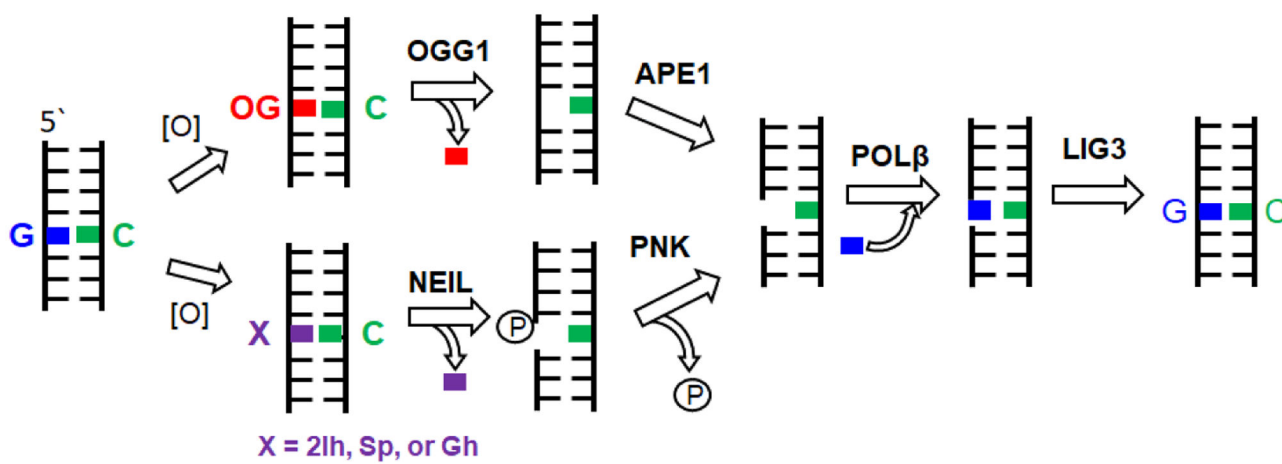 5`
G
C
[O]
[O]
OG
C
OGG1
APE1
X
C
NEIL
P
PNK
P
X = 2Ih, Sp, or Gh
POLβ
LIG3
G
C